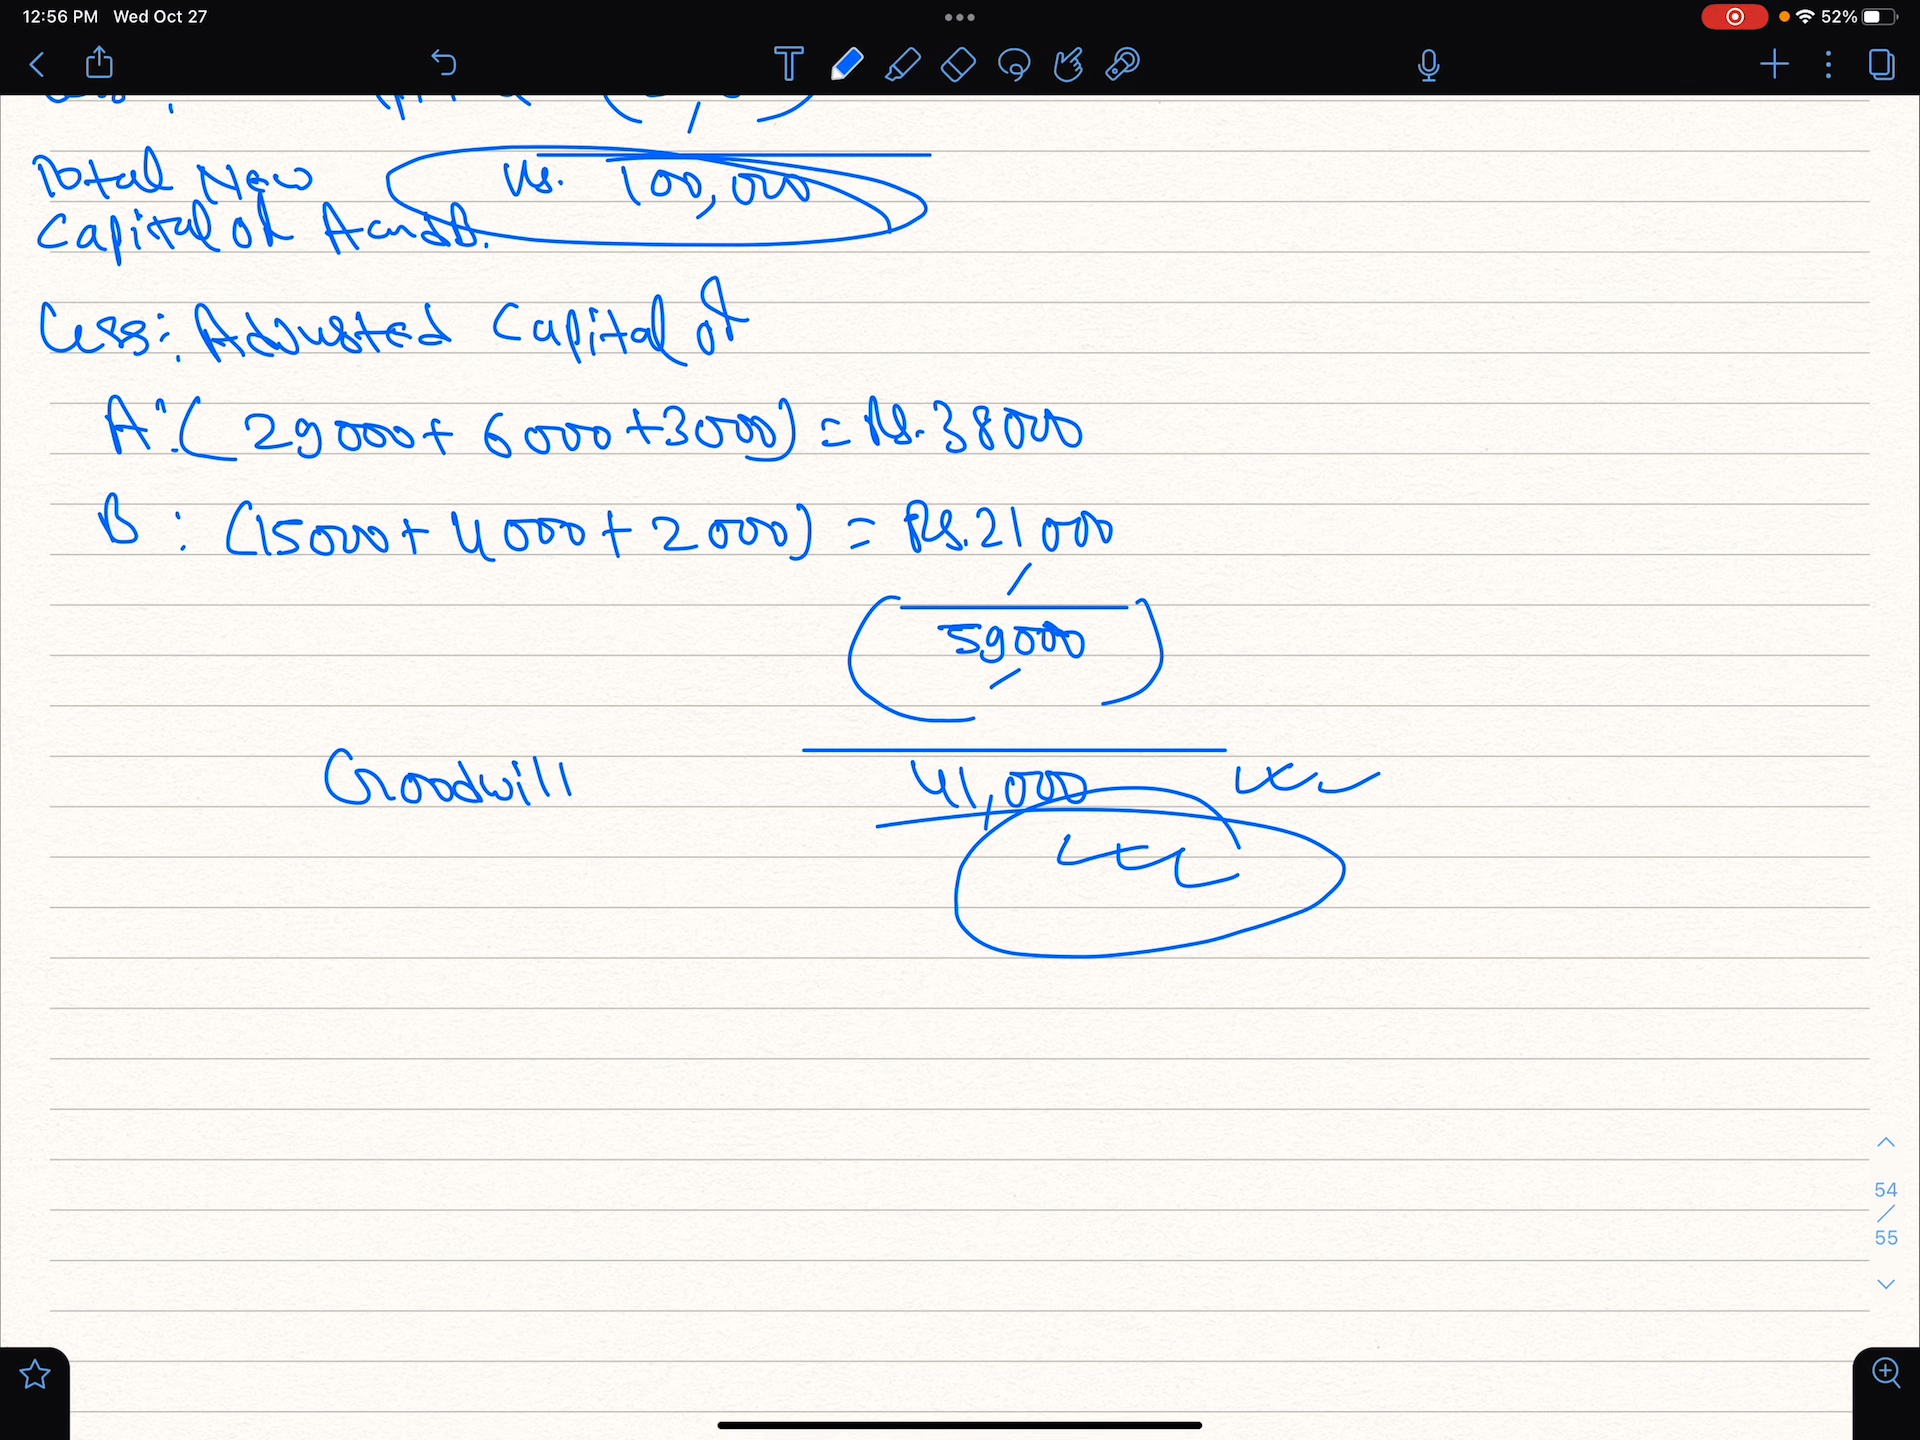 12:56 PM Wed Oct 27
52%
Total New Rs. 100,000
Capital of A and B.
Less: Adjusted Capital of
A: (29000 + 6000 + 3000) = Rs. 38000
B: (15000 + 4000 + 2000) = Rs. 21000
59000
Goodwill 41,000
54
/
55